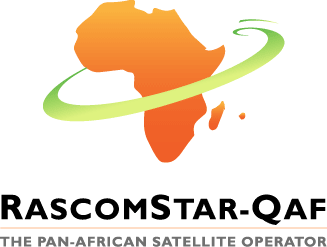 RASCOMSTAR-QAF
THE PAN-AFRICAN SATELLITE OPERATOR